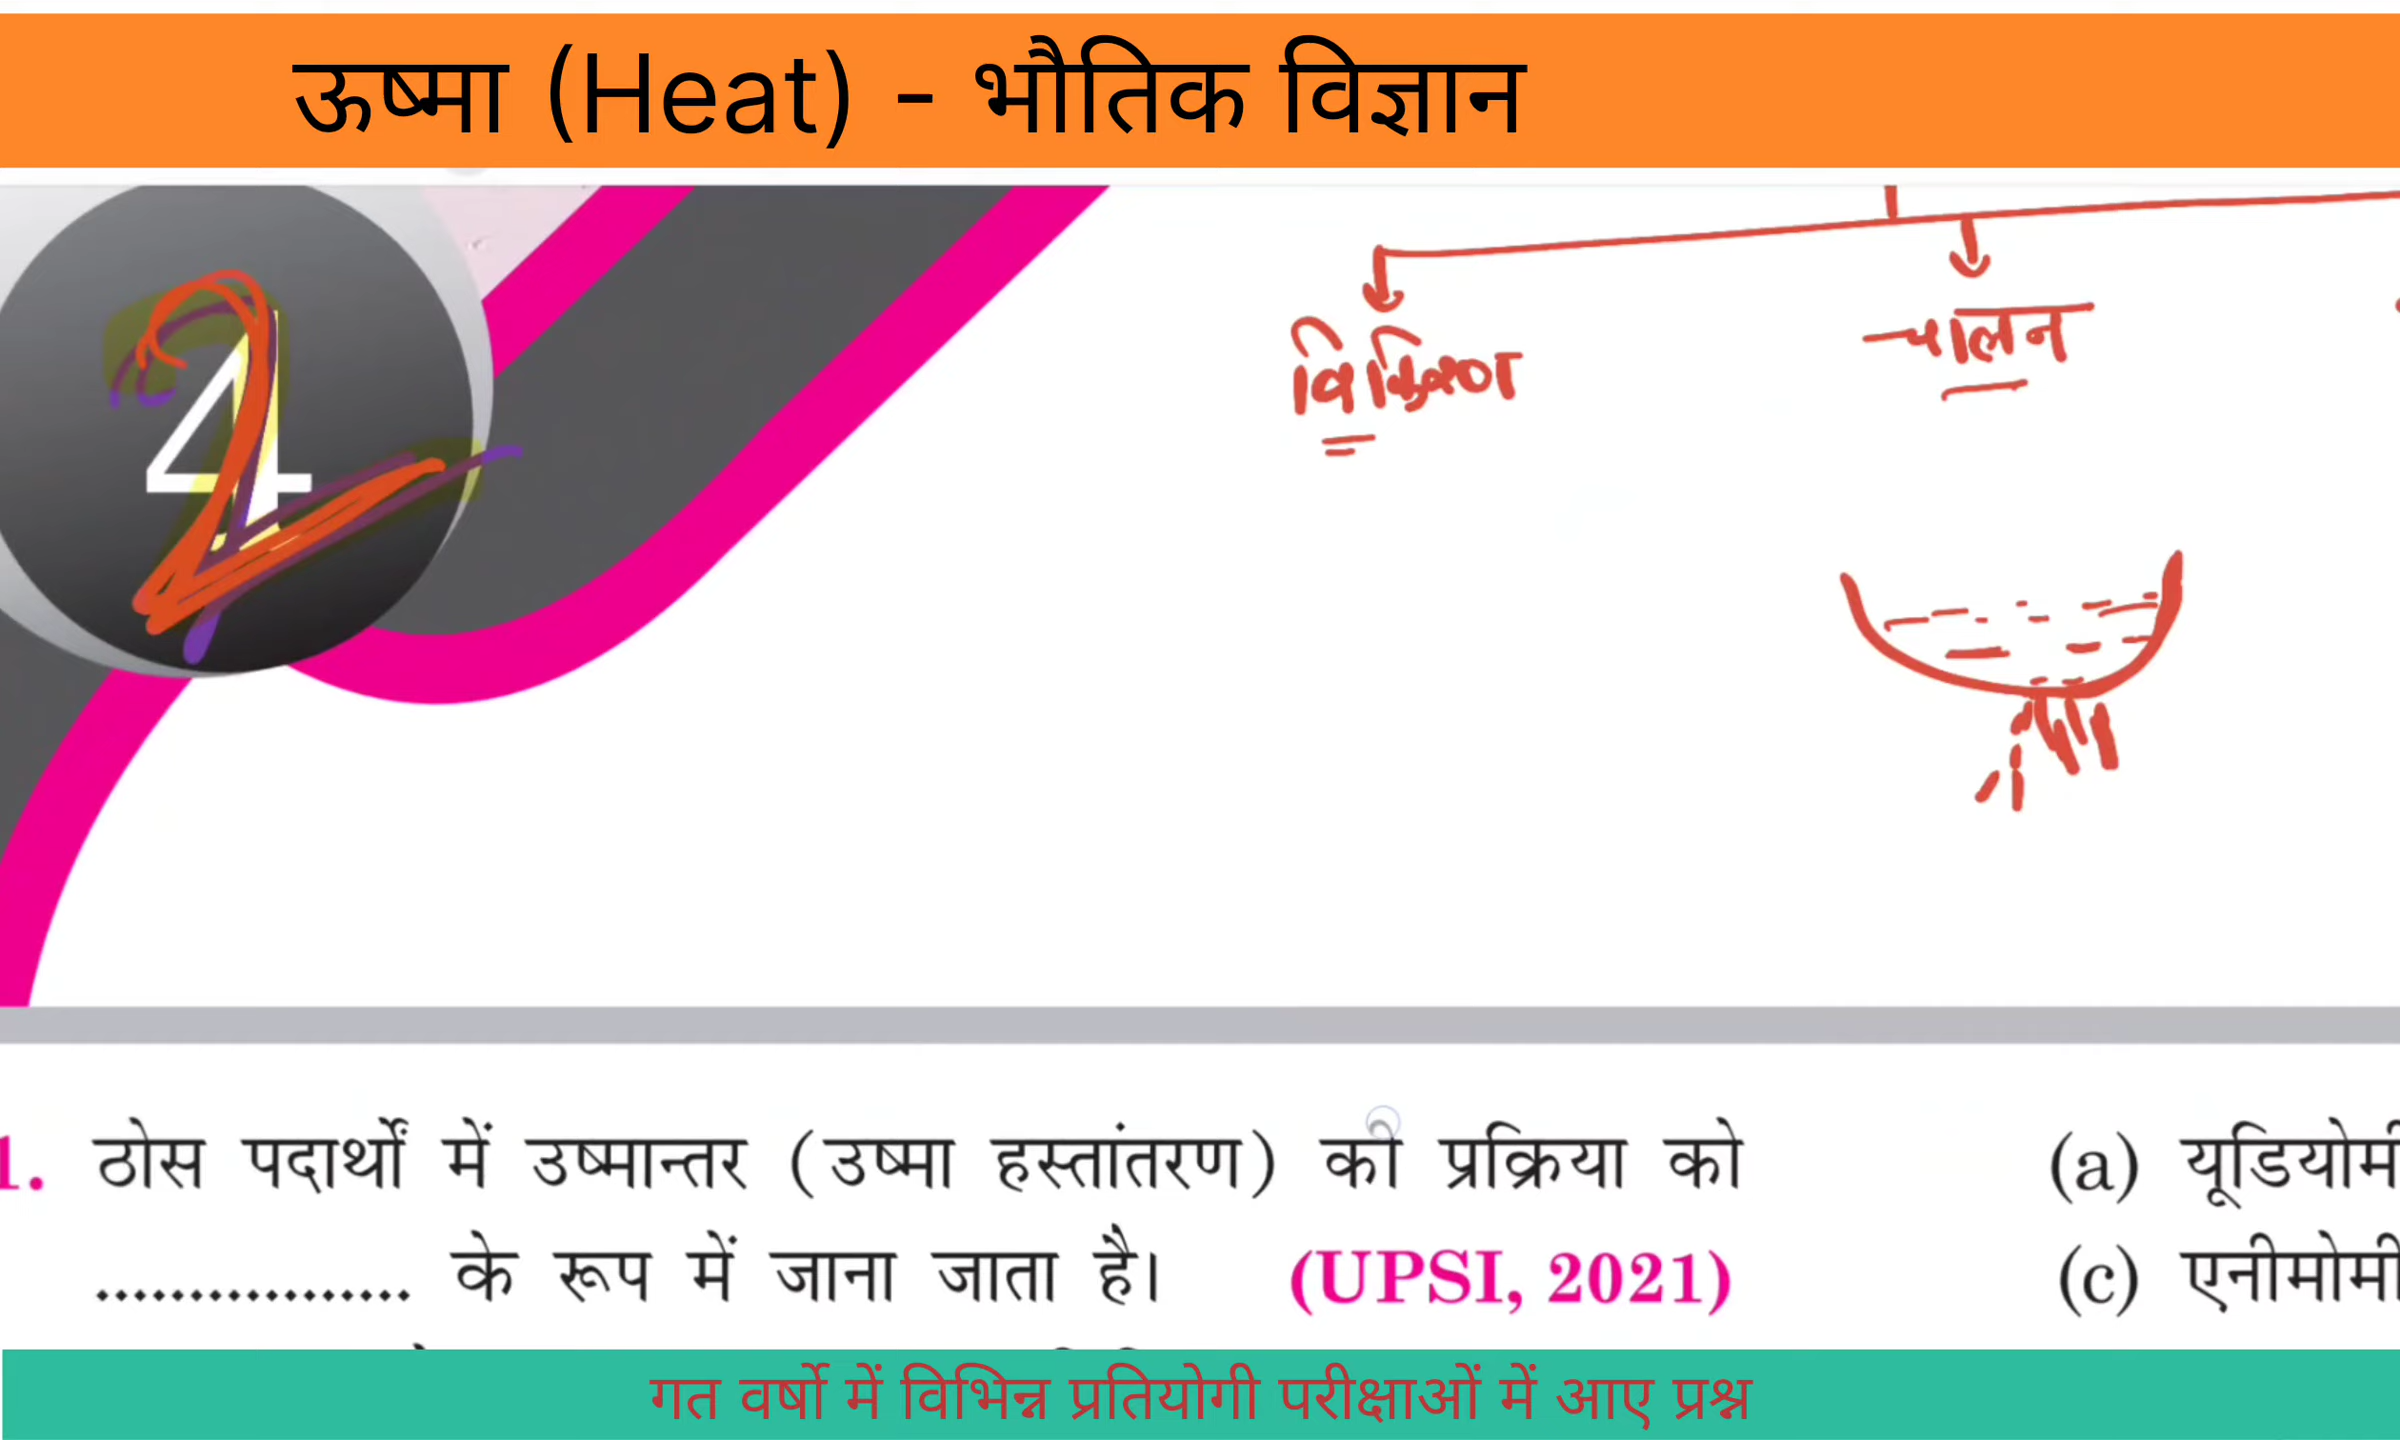 ऊष्मा (Heat) - भौतिक विज्ञान
विकिरण
चालन
4
2
1. ठोस पदार्थों में उष्मान्तर (उष्मा हस्तांतरण) की प्रक्रिया को
................. के रूप में जाना जाता है। (UPSI, 2021)
(a) यूडियोमी
(c) एनीमोमी
गत वर्षो में विभिन्न प्रतियोगी परीक्षाओं में आए प्रश्न